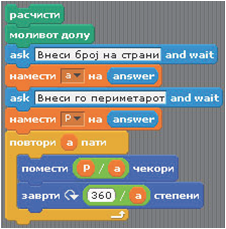 расчисти
моливот долу
ask Внеси број на страни and wait
намести a на answer
ask Внеси го периметарот and wait
намести P на answer
повтори a пати
помести P / a чекори
заврти 360 / a степени